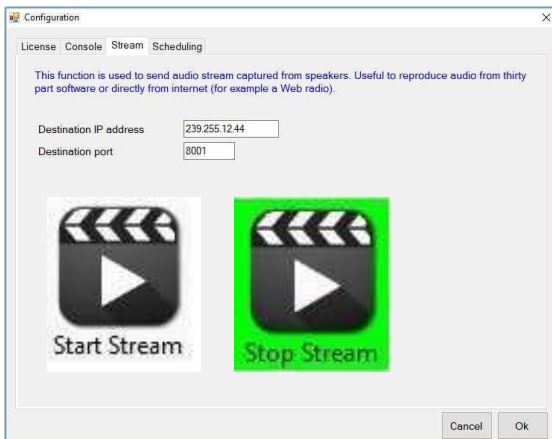 Configuration
License Console Stream Scheduling
This function is used to send audio stream captured from speakers. Useful to reproduce audio from thirty
part software or directly from internet (for example a Web radio).
Destination IP address 239.255.12.44
Destination port 8001
Start Stream Stop Stream
Cancel Ok